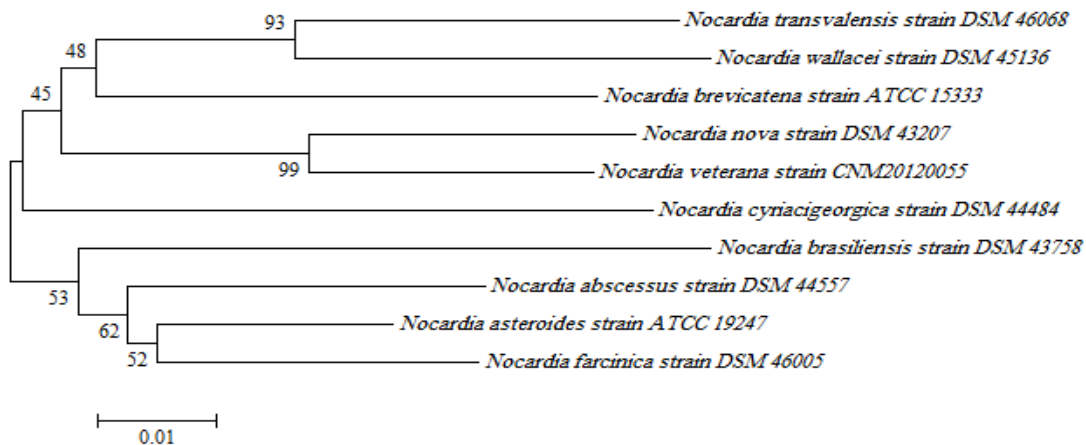 93
Nocardia transvalensis strain DSM 46068
Nocardia wallacei strain DSM 45136
48
Nocardia brevicatena strain ATCC 15333
45
Nocardia nova strain DSM 43207
99
Nocardia veterana strain CNM20120055
Nocardia cyriacigeorgica strain DSM 44484
Nocardia brasiliensis strain DSM 43758
53
Nocardia abscessus strain DSM 44557
62
Nocardia asteroides strain ATCC 19247
52
Nocardia farcinica strain DSM 46005
0.01